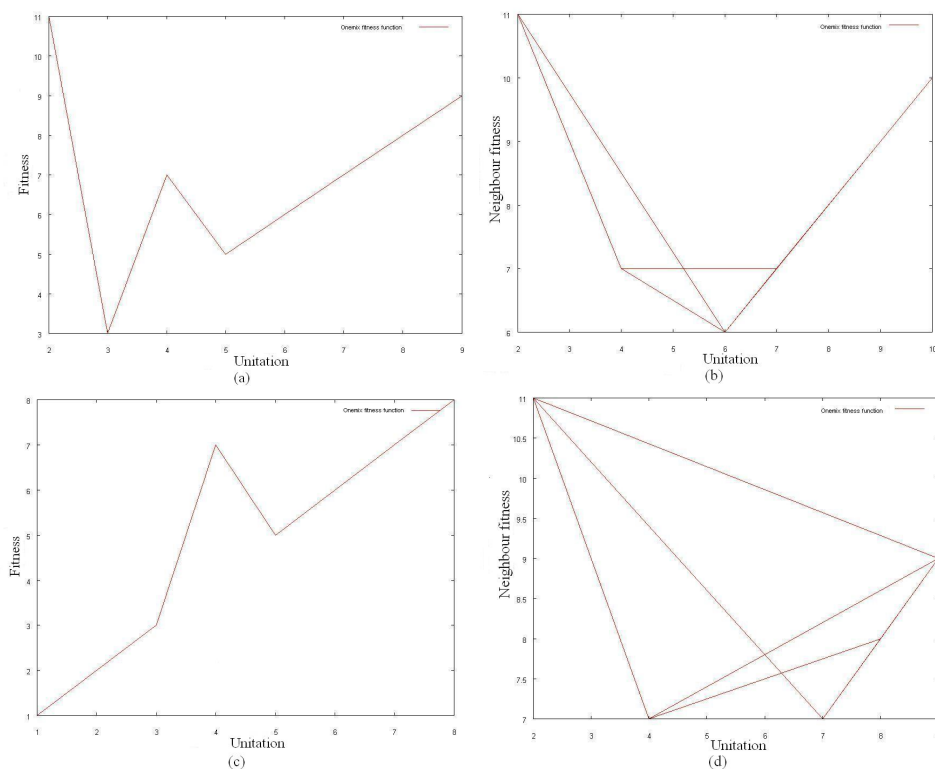 Onemix fitness function
Fitness
11
10
9
8
7
6
5
4
3
2 3 4 5 6 7 8 9
Unitation
(a)
Onemix fitness function
Neighbour fitness
11
10
9
8
7
6
2 3 4 5 6 7 8 9 10
Unitation
(b)
Onemix fitness function
Fitness
8
7
6
5
4
3
2
1
1 2 3 4 5 6 7 8
Unitation
(c)
Onemix fitness function
Neighbour fitness
11
10.5
10
9.5
9
8.5
8
7.5
7
2 3 4 5 6 7 8
Unitation
(d)